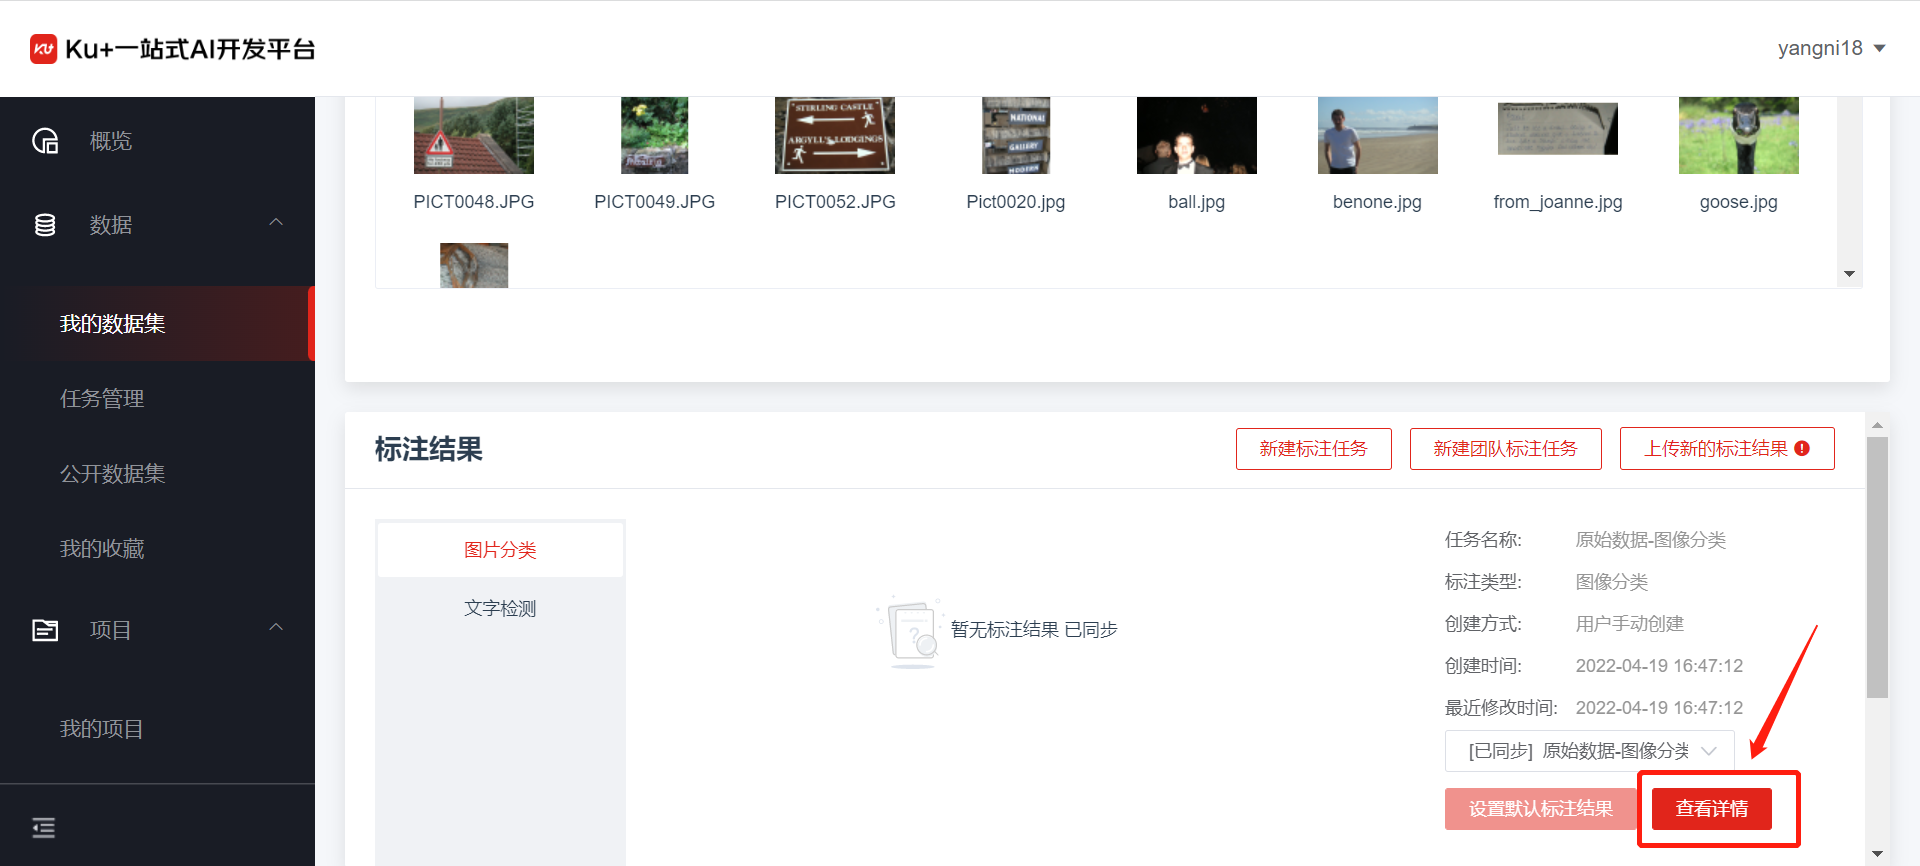 Ku+一站式AI开发平台
yangni18
概览
数据
我的数据集
任务管理
公开数据集
我的收藏
项目
我的项目
STIRLING CASTLE
ARGYLL'S LODGINGS
NATIONAL
GALLERY
MODERN
PICT0048.JPG
PICT0049.JPG
PICT0052.JPG
Pict0020.jpg
ball.jpg
benone.jpg
from_joanne.jpg
goose.jpg
标注结果
新建标注任务
新建团队标注任务
上传新的标注结果
图片分类
文字检测
暂无标注结果 已同步
任务名称: 原始数据-图像分类
标注类型: 图像分类
创建方式: 用户手动创建
创建时间: 2022-04-19 16:47:12
最近修改时间: 2022-04-19 16:47:12
[已同步] 原始数据-图像分类
设置默认标注结果
查看详情